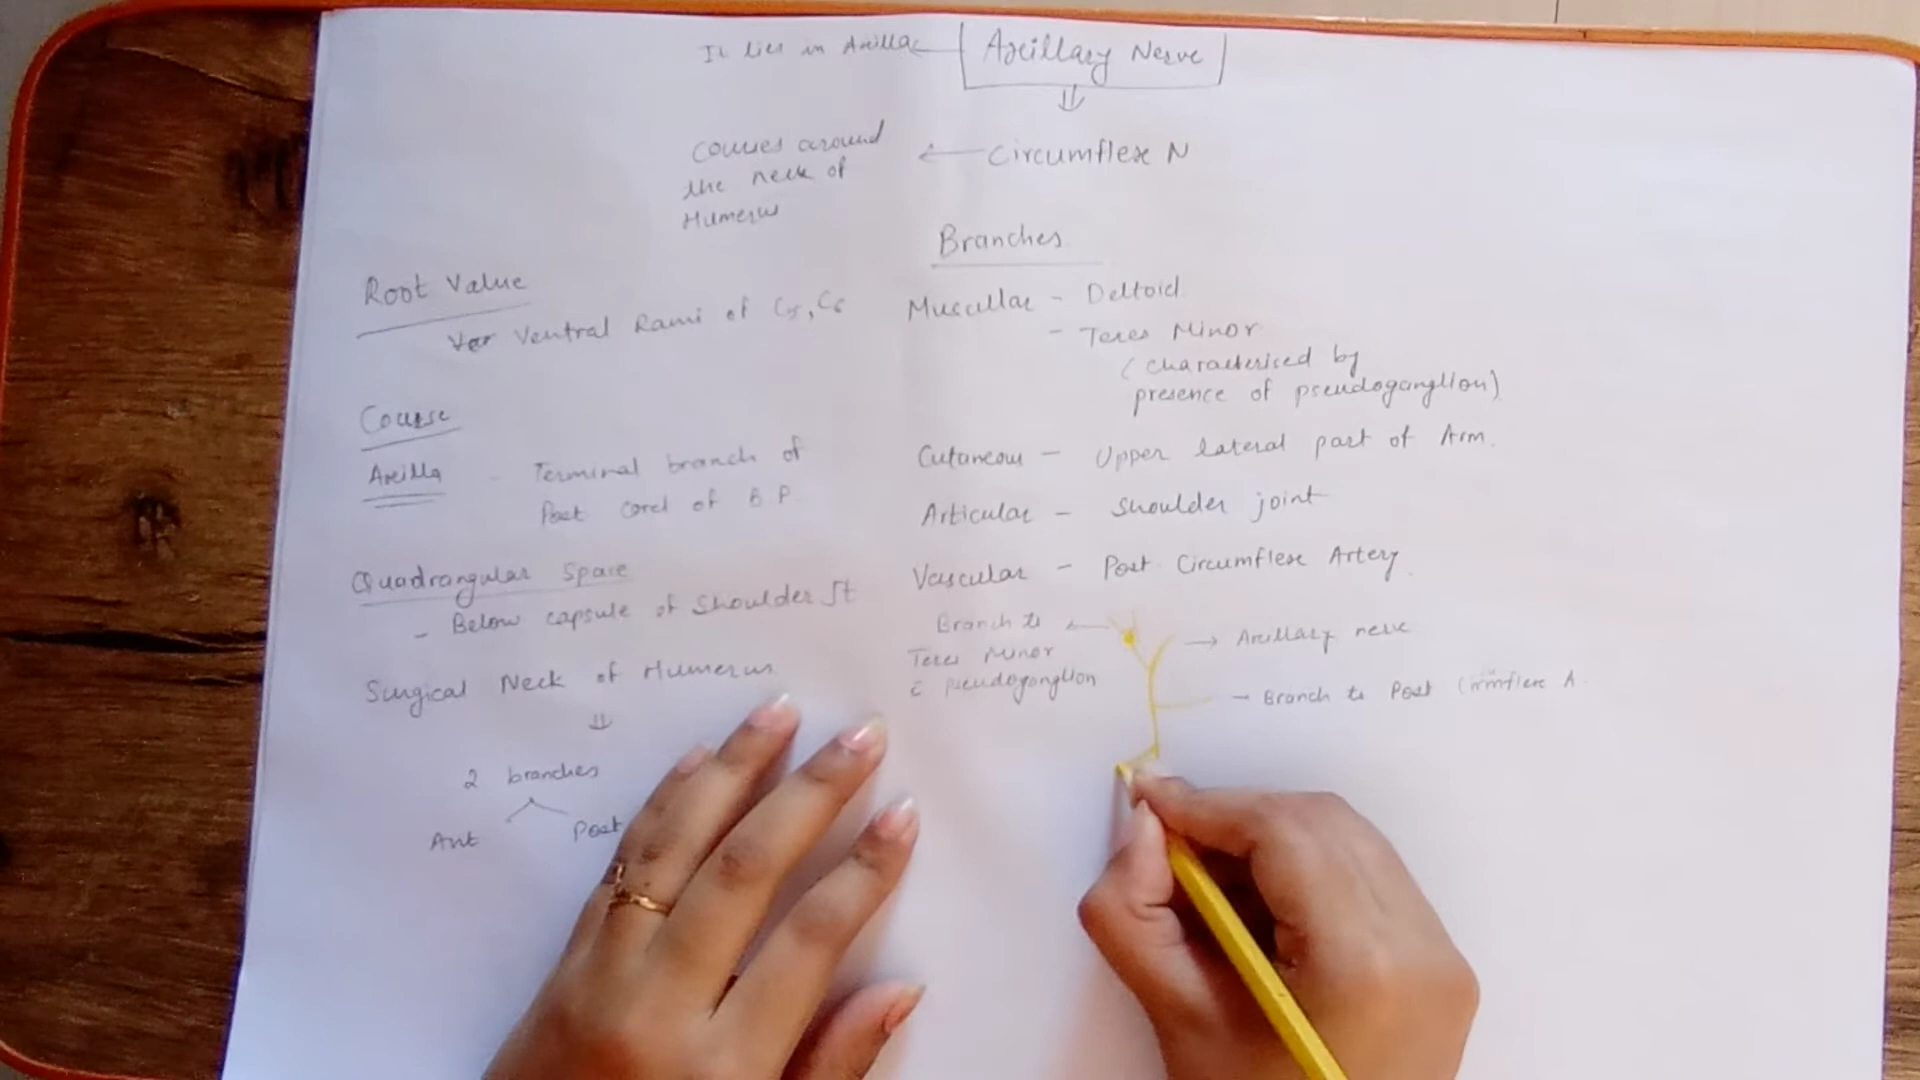 It lies in Axilla
Axillary Nerve
Circumflex N
Courses around
the neck of
Humerus
Root Value
Ver Ventral Rami of C5, C6
Course
Axilla - Terminal branch of
Post cord of B P
Quadrangular Space
- Below capsule of Shoulder Jt
Surgical Neck of Humerus
2 branches
Ant Post
Branches
Muscular - Deltoid
- Teres Minor
(characterised by
presence of pseudoganglion)
Cutaneous - Upper lateral part of Arm.
Articular - Shoulder joint
Vascular - Post Circumflex Artery.
Branch to
Teres Minor
c̄ pseudoganglion
Axillary nerve
- Branch to Post Circumflex A.